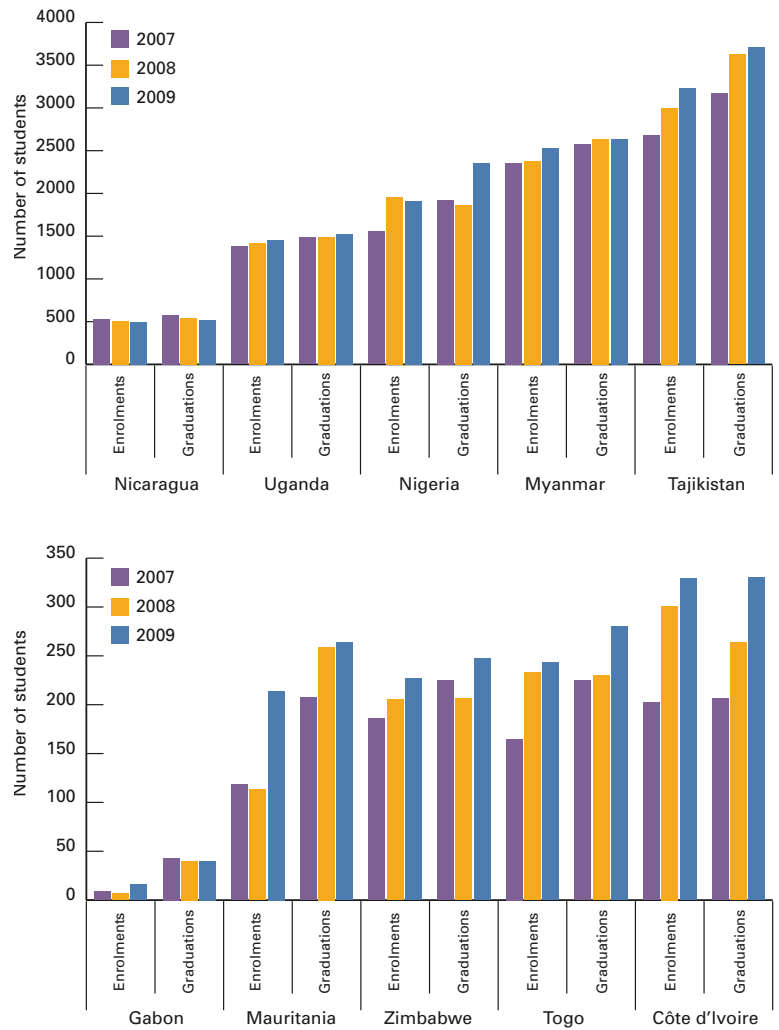 4000
3500
3000
2500
2000
1500
1000
500
0
Number of students
2007
2008
2009
Enrolments
Graduations
Enrolments
Graduations
Enrolments
Graduations
Enrolments
Graduations
Enrolments
Graduations
Nicaragua Uganda Nigeria Myanmar Tajikistan
350
300
250
200
150
100
50
0
Number of students
2007
2008
2009
Enrolments
Graduations
Enrolments
Graduations
Enrolments
Graduations
Enrolments
Graduations
Enrolments
Graduations
Gabon Mauritania Zimbabwe Togo Côte d'Ivoire